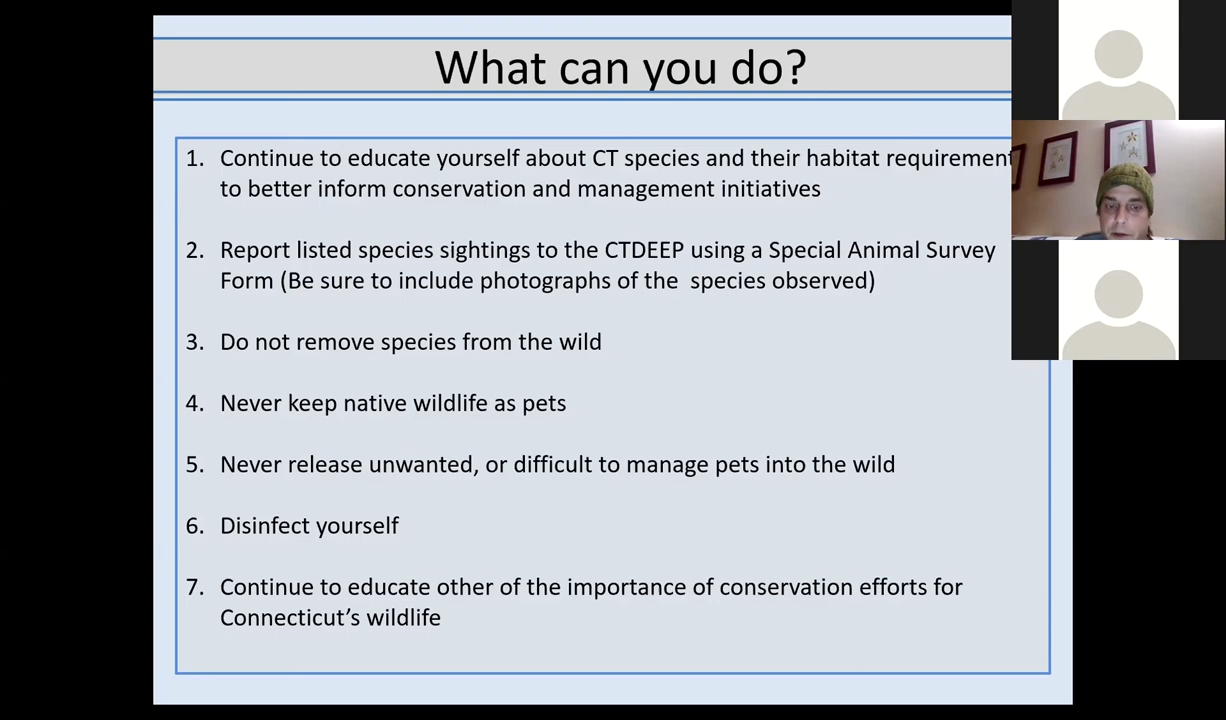 What can you do?
1. Continue to educate yourself about CT species and their habitat requirement
to better inform conservation and management initiatives
2. Report listed species sightings to the CTDEEP using a Special Animal Survey
Form (Be sure to include photographs of the  species observed)
3. Do not remove species from the wild
4. Never keep native wildlife as pets
5. Never release unwanted, or difficult to manage pets into the wild
6. Disinfect yourself
7. Continue to educate other of the importance of conservation efforts for
Connecticut’s wildlife